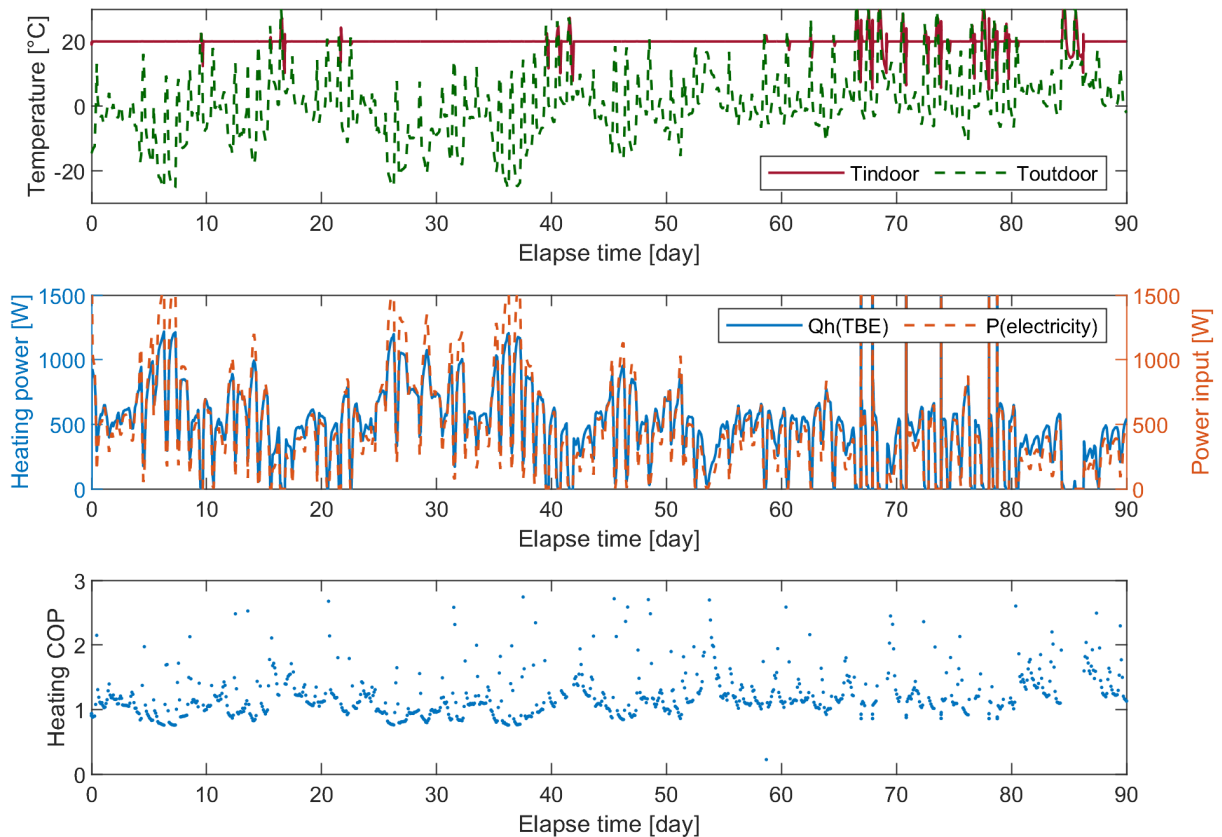 Temperature [°C]
20
0
-20
Tindoor
Toutdoor
0 10 20 30 40 50 60 70 80 90
Elapse time [day]
Heating power [W]
1500
1000
500
0
Qh(TBE)
P(electricity)
1500
1000
500
0
Power input [W]
0 10 20 30 40 50 60 70 80 90
Elapse time [day]
Heating COP
3
2
1
0
0 10 20 30 40 50 60 70 80 90
Elapse time [day]